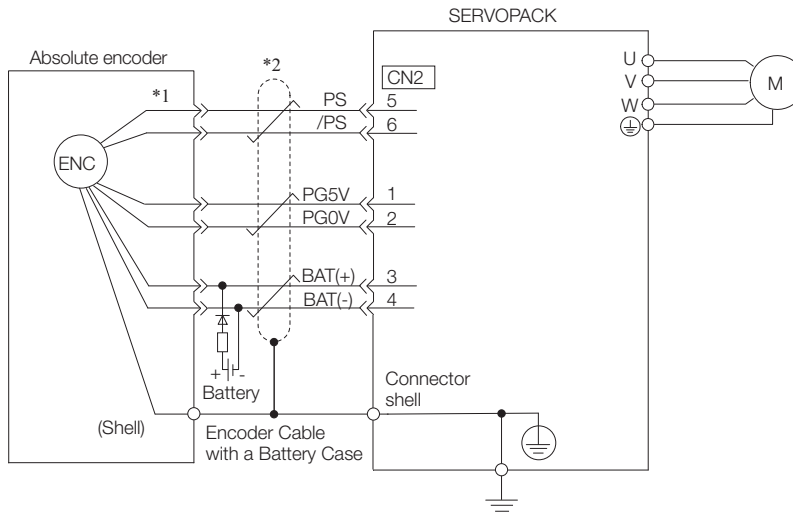 SERVOPACK
Absolute encoder
*2
CN2
U
V
W
M
*1
PS
5
/PS
6
ENC
PG5V
1
PG0V
2
BAT(+)
3
BAT(-)
4
+ -
Battery
Connector
shell
(Shell)
Encoder Cable
with a Battery Case